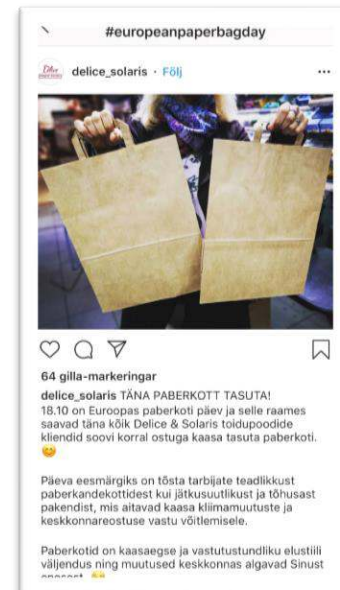 #europeanpaperbagday
Delice
delice_solaris · Följ
64 gilla-markeringar
delice_solaris TÄNA PABERKOTT TASUTA!
18.10 on Euroopas paberkoti päev ja selle raames
saavad täna kõik Delice & Solaris toidupoodide
kliendid soovi korral ostuga kaasa tasuta paberkoti.
Päeva eesmärgiks on tõsta tarbijate teadlikkust
paberkandekottidest kui jätkusuutlikust ja tõhusast
pakendist, mis aitavad kaasa kliimamuutuste ja
keskkonnareostuse vastu võitlemisele.
Paberkotid on kaasaegse ja vastutustundliku elustiili
väljendus ning muutused keskkonnas algavad Sinust